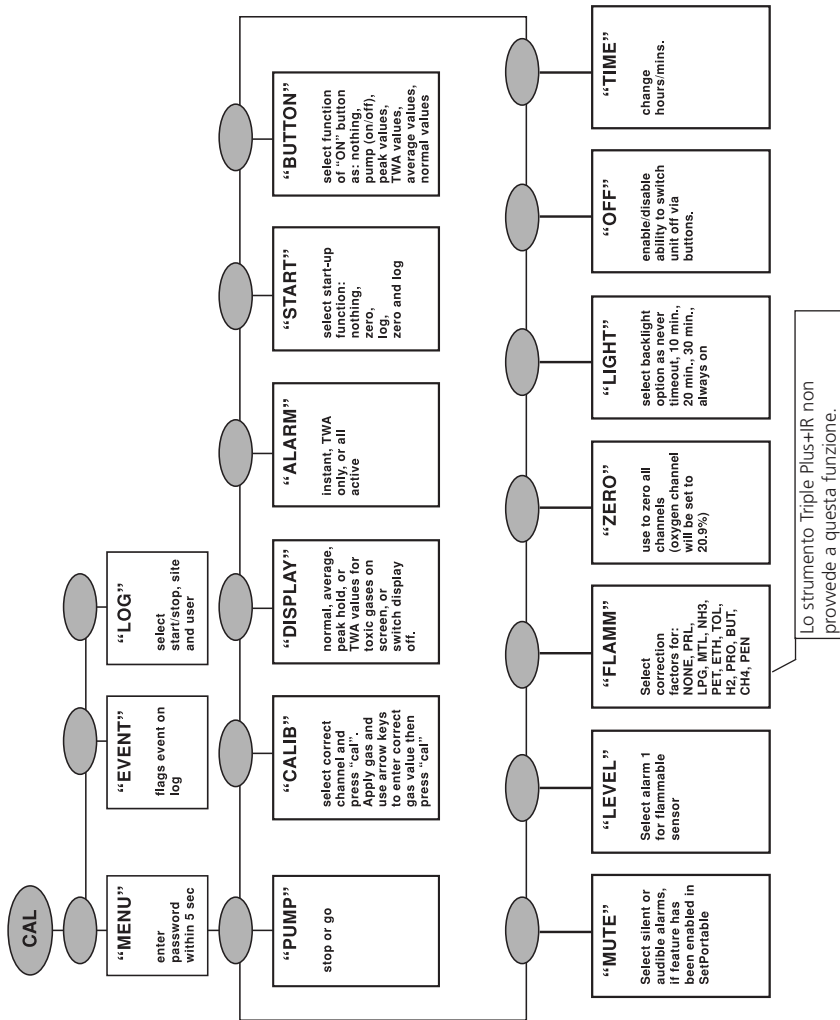 CAL
“MENU”
enter
password
within 5 sec
“EVENT”
flags event on
log
“LOG”
select
start/stop, site
and user
“PUMP”
stop or go
“CALIB”
select correct
channel and
press “cal”.
Apply gas and
use arrow keys
to enter correct
gas value then
press “cal”
“DISPLAY”
normal, average,
peak hold, or
TWA values for
toxic gases on
screen, or
switch display
off.
“ALARM”
instant, TWA
only, or all
active
“START”
select start-up
function:
nothing,
zero,
log,
zero and log
“BUTTON”
select function
of “ON” button
as: nothing,
pump (on/off),
peak values,
TWA values,
average values,
normal values
“MUTE”
Select silent or
audible alarms,
if feature has
been enabled in
SetPortable
“LEVEL”
Select alarm 1
for flammable
sensor
“FLAMM”
Select
correction
factors for:
NONE, PRL,
LPG, MTL, NH3,
PET, ETH, TOL,
H2, PRO, BUT,
CH4, PEN
“ZERO”
use to zero all
channels
(oxygen channel
will be set to
20.9%)
“LIGHT”
select backlight
option as never
timeout, 10 min.,
20 min., 30 min.,
always on
“OFF”
enable/disable
ability to switch
unit off via
buttons.
“TIME”
change
hours/mins.
Lo strumento Triple Plus+IR non
provvede a questa funzione.